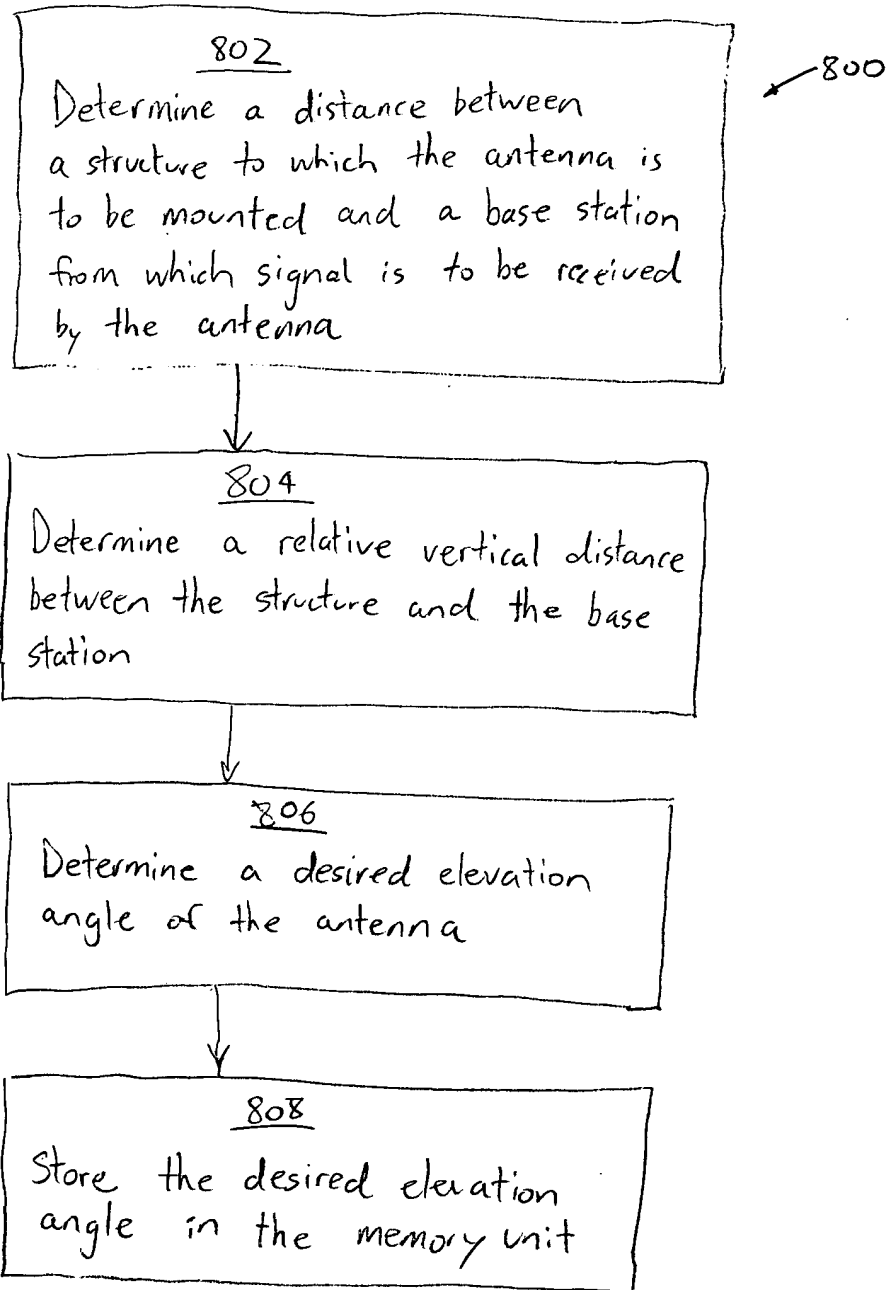 802
800
Determine a distance between
a structure to which the antenna is
to be mounted and a base station
from which signal is to be received
by the antenna
804
Determine a relative vertical distance
between the structure and the base
station
806
Determine a desired elevation
angle of the antenna
808
Store the desired elevation
angle in the memory unit